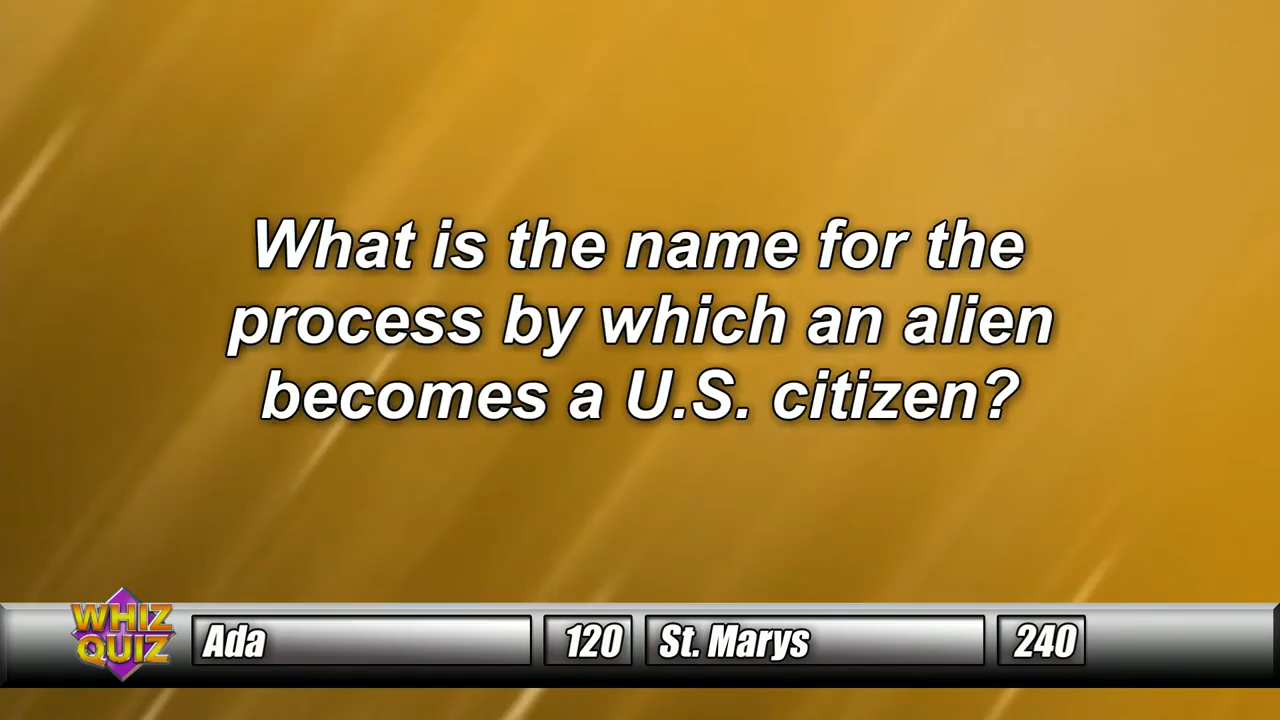 What is the name for the
process by which an alien
becomes a U.S. citizen?
WHIZ
QUIZ
Ada 120 St. Marys 240